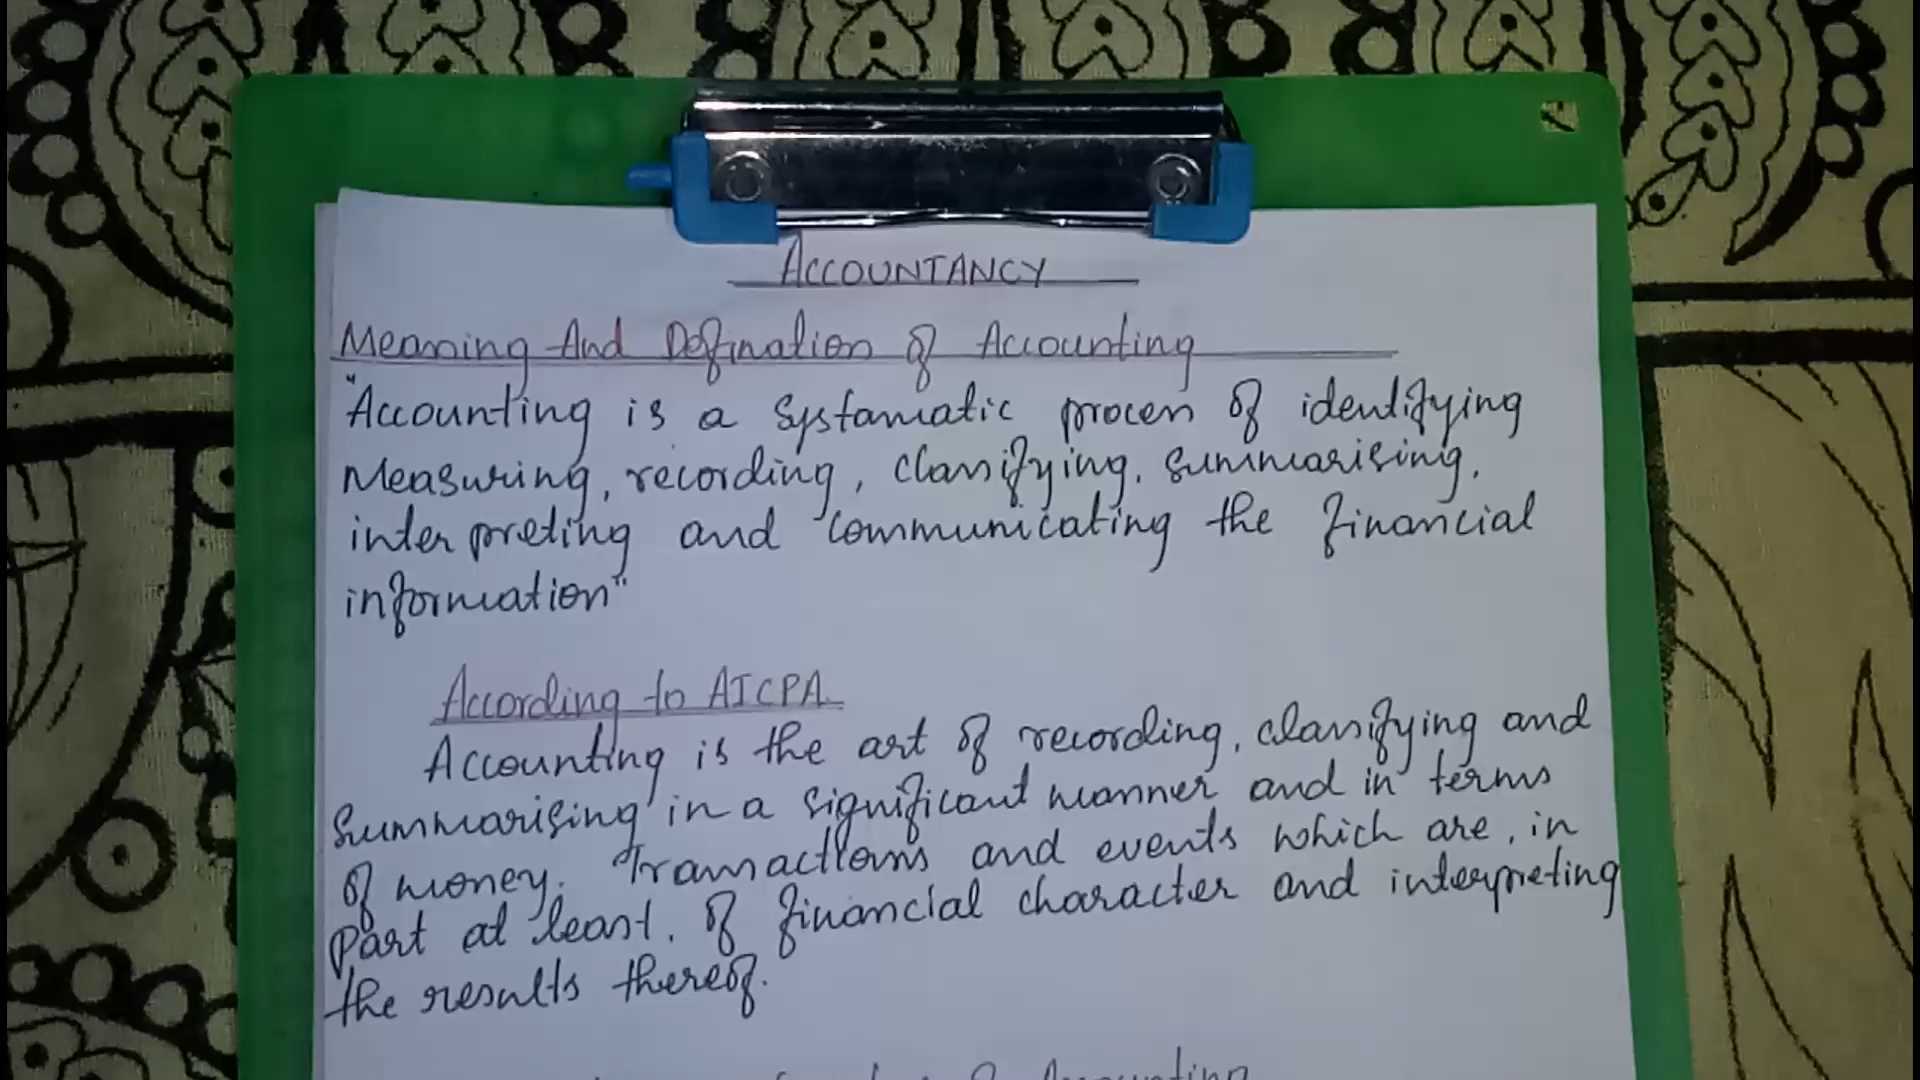 ACCOUNTANCY
Meaning And Defination of Accounting
"Accounting is a Systamatic process of identifying
Measuring, recording, classifying, summarising,
interpreting and communicating the financial
information"
According to AICPA
Accounting is the art of recording, classifying and
Summarising in a significant manner and in terms
of money. Transactions and events which are, in
Part at least, of financial character and interpreting
the results thereof.
of Accounting